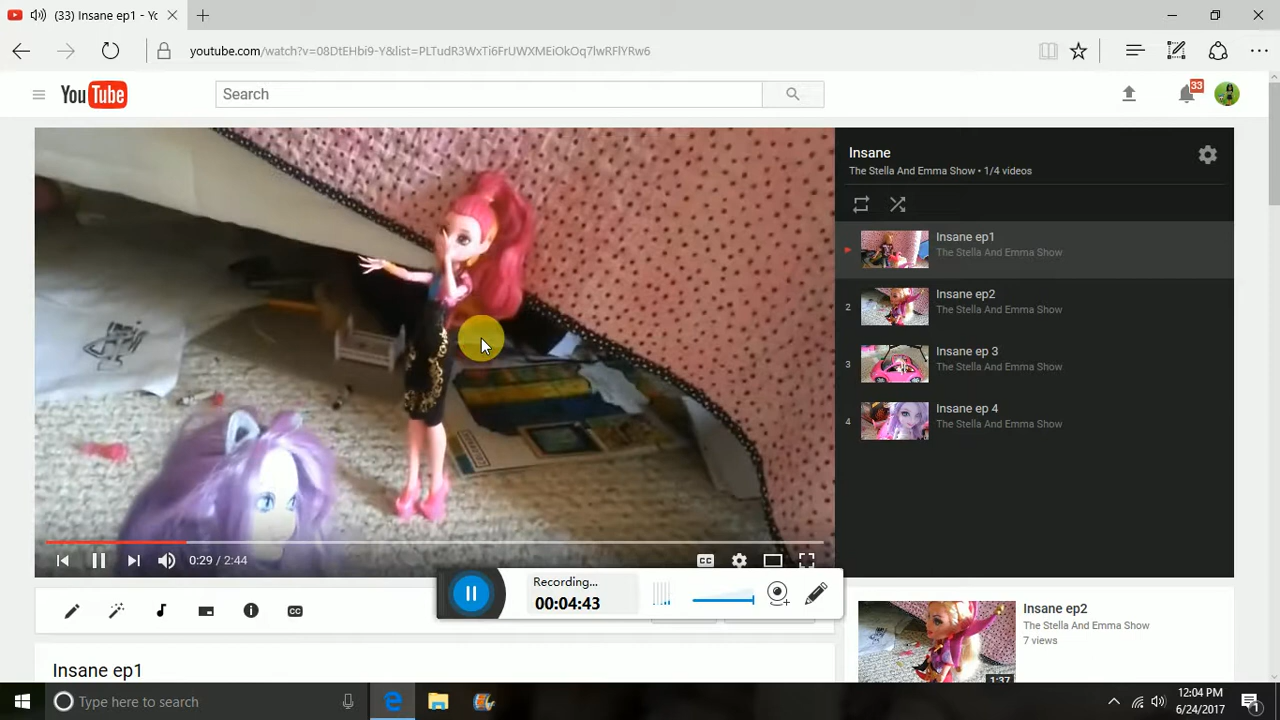 (33) Insane ep1 - Yo
youtube.com/watch?v=08DtEHbi9-Y&list=PLTudR3WxTi6FrUWXMEiOkOq7lwRFlYRw6
YouTube
Search
33
Insane
The Stella And Emma Show • 1/4 videos
Insane ep1
The Stella And Emma Show
2
Insane ep2
The Stella And Emma Show
3
Insane ep 3
The Stella And Emma Show
4
Insane ep 4
The Stella And Emma Show
0:29 / 2:44
CC
Recording...
00:04:43
CC
Insane ep1
Insane ep2
The Stella And Emma Show
7 views
1:37
Type here to search
12:04 PM
6/24/2017
1